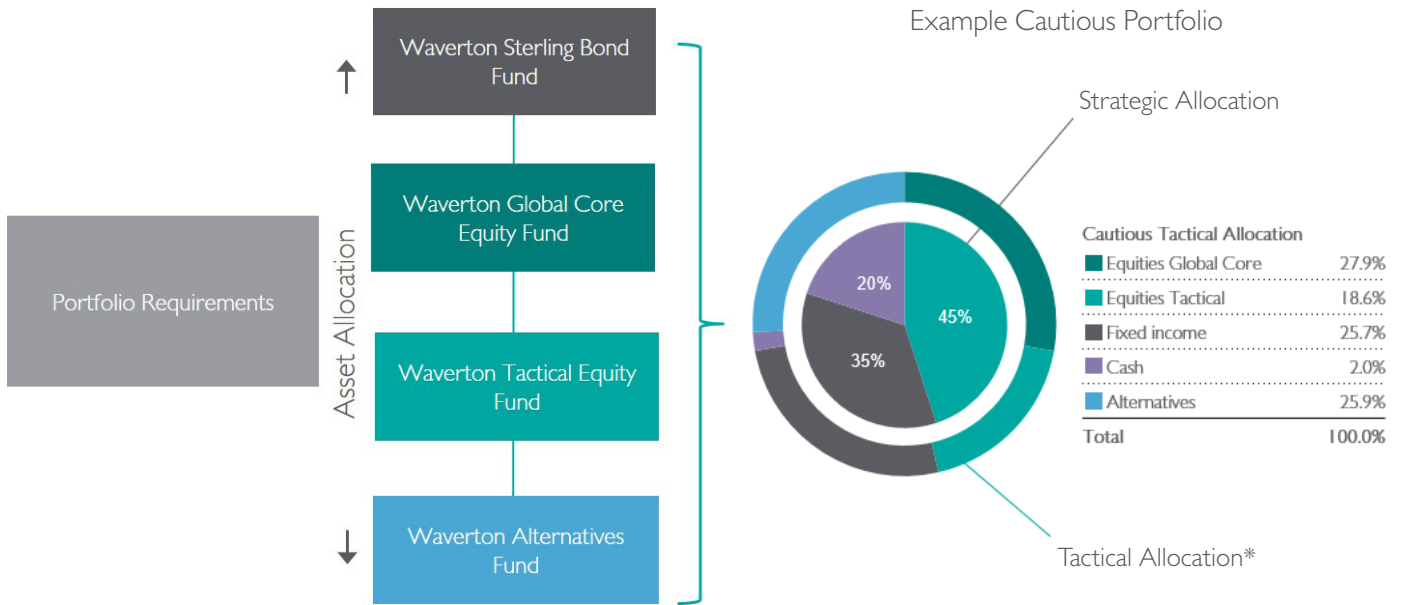 Portfolio Requirements
Asset Allocation
Waverton Sterling Bond
Fund
Waverton Global Core
Equity Fund
Waverton Tactical Equity
Fund
Waverton Alternatives
Fund
Example Cautious Portfolio
Strategic Allocation
20%
45%
35%
Cautious Tactical Allocation
Equities Global Core 27.9%
Equities Tactical 18.6%
Fixed income 25.7%
Cash 2.0%
Alternatives 25.9%
Total 100.0%
Tactical Allocation*